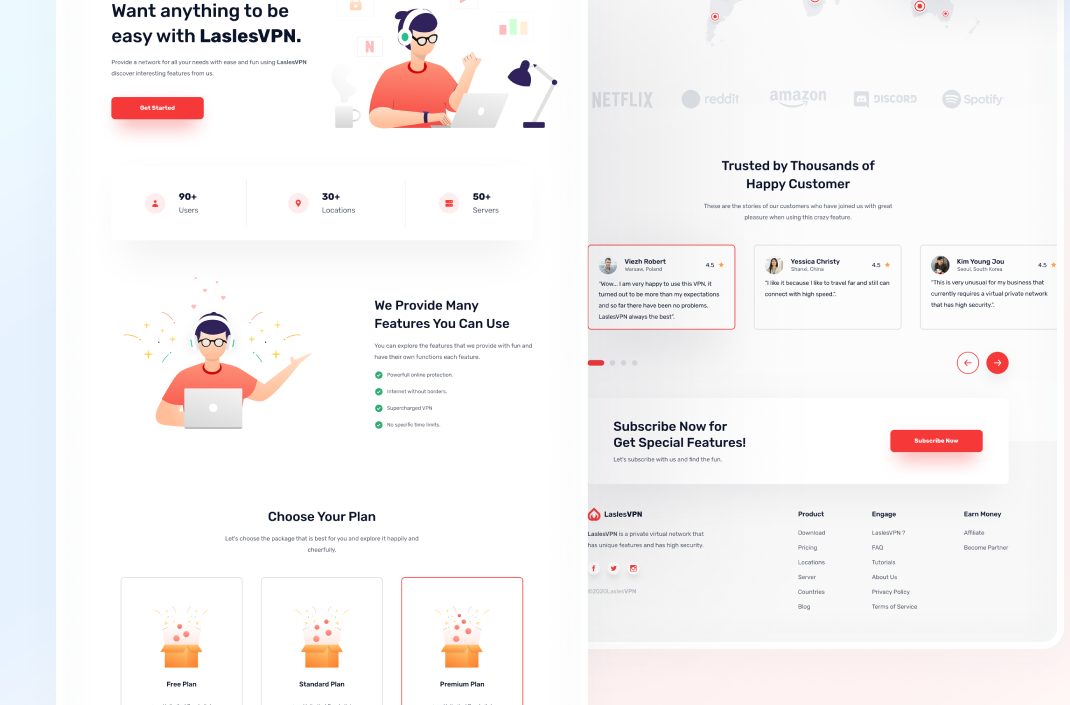 Want anything to be
easy with LaslesVPN.
Provide a network for all your needs with ease and fun using LaslesVPN
discover interesting features from us.
Get Started
N
90+
Users
30+
Locations
50+
Servers
We Provide Many
Features You Can Use
You can explore the features that we provide with fun and
have their own functions each feature.
Powerfull online protection.
Internet without borders.
Supercharged VPN
No specific time limits.
Choose Your Plan
Let's choose the package that is best for you and explore it happily and
cheerfully.
Free Plan
Standard Plan
Premium Plan
NETFLIX
reddit
amazon
DISCORD
Spotify
Trusted by Thousands of
Happy Customer
These are the stories of our customers who have joined us with great
pleasure when using this crazy feature.
Viezh Robert
Warsaw, Poland
4.5
"Wow... I am very happy to use this VPN, it
turned out to be more than my expectations
and so far there have been no problems.
LaslesVPN always the best".
Yessica Christy
Shanxi, China
4.5
"I like it because I like to travel far and still can
connect with high speed.".
Kim Young Jou
Seoul, South Korea
4.5
"This is very unusual for my business that
currently requires a virtual private network
that has high security.".
Subscribe Now for
Get Special Features!
Let's subscribe with us and find the fun.
Subscribe Now
LaslesVPN
LaslesVPN is a private virtual network that
has unique features and has high security.
©2020LaslesVPN
Product
Download
Pricing
Locations
Server
Countries
Blog
Engage
LaslesVPN ?
FAQ
Tutorials
About Us
Privacy Policy
Terms of Service
Earn Money
Affiliate
Become Partner